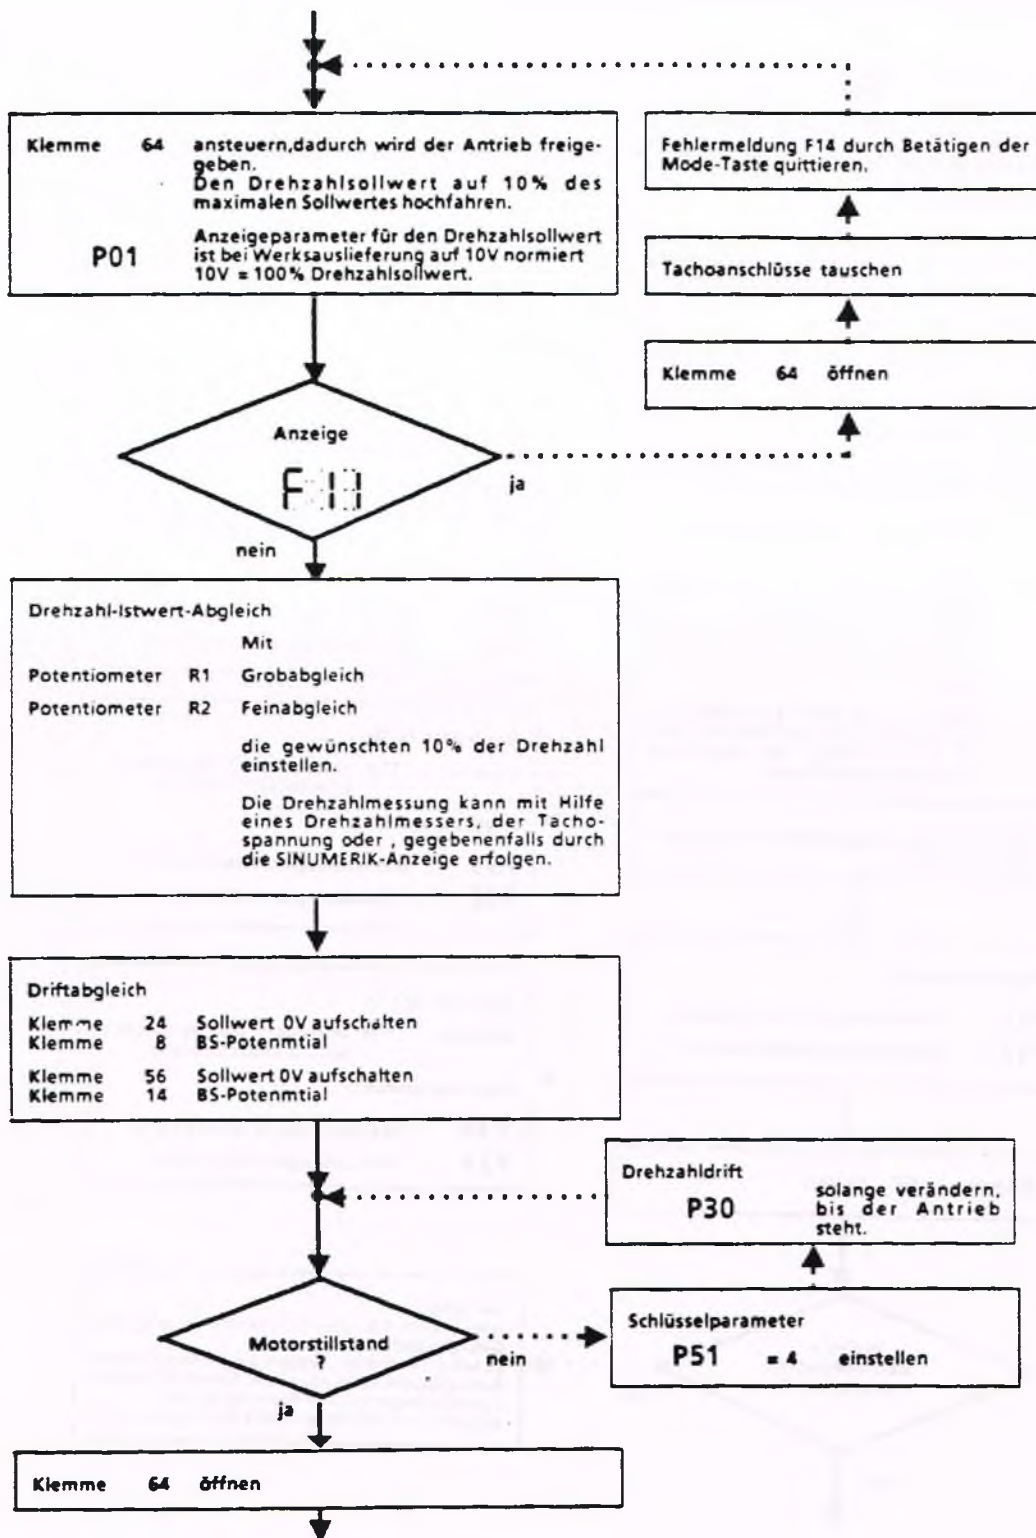 Klemme 64 ansteuern,dadurch wird der Antrieb freige-
geben.
Den Drehzahlsollwert auf 10% des
maximalen Sollwertes hochfahren.
P01 Anzeigeparameter für den Drehzahlsollwert
ist bei Werksauslieferung auf 10V normiert
10V = 100% Drehzahlsollwert.
Fehlermeldung F14 durch Betätigen der
Mode-Taste quittieren.
Tachoanschlüsse tauschen
Klemme 64 öffnen
Anzeige
ja
nein
Drehzahl-Istwert-Abgleich
Mit
Potentiometer R1 Grobabgleich
Potentiometer R2 Feinabgleich
die gewünschten 10% der Drehzahl
einstellen.
Die Drehzahlmessung kann mit Hilfe
eines Drehzahlmessers, der Tacho-
spannung oder , gegebenenfalls durch
die SINUMERIK-Anzeige erfolgen.
Driftabgleich
Klemme 24 Sollwert 0V aufschalten
Klemme 8 BS-Potenmtial
Klemme 56 Sollwert 0V aufschalten
Klemme 14 BS-Potenmtial
Drehzahldrift
P30 solange verändern,
bis der Antrieb
steht.
Motorstillstand
?
nein
Schlüsselparameter
P51 = 4 einstellen
ja
Klemme 64 öffnen